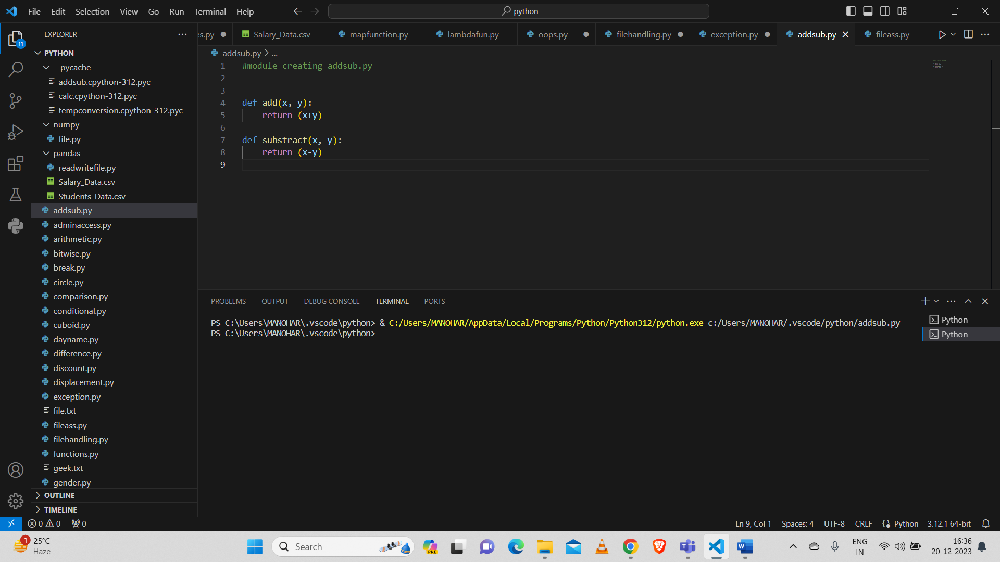 File Edit Selection View Go Run Terminal Help
python
EXPLORER
es.py Salary_Data.csv mapfunction.py lambdafun.py oops.py filehandling.py exception.py addsub.py fileass.py
11
PYTHON
__pycache__
addsub.cpython-312.pyc
calc.cpython-312.pyc
tempconversion.cpython-312.pyc
numpy
file.py
pandas
readwritefile.py
Salary_Data.csv
Students_Data.csv
addsub.py
adminaccess.py
arithmetic.py
bitwise.py
break.py
circle.py
comparison.py
conditional.py
cuboid.py
dayname.py
difference.py
discount.py
displacement.py
exception.py
file.txt
fileass.py
filehandling.py
functions.py
geek.txt
gender.py
OUTLINE
TIMELINE
addsub.py > ...
1 #module creating addsub.py
2
3
4 def add(x, y):
5 return (x+y)
6
7 def substract(x, y):
8 return (x-y)
9
PROBLEMS OUTPUT DEBUG CONSOLE TERMINAL PORTS
PS C:\Users\MANOHAR\.vscode\python> & C:/Users/MANOHAR/AppData/Local/Programs/Python/Python312/python.exe c:/Users/MANOHAR/.vscode/python/addsub.py
PS C:\Users\MANOHAR\.vscode\python>
Python
Python
0 0 0 Ln 9, Col 1 Spaces: 4 UTF-8 CRLF {} Python 3.12.1 64-bit
1 25°C
Haze
Search
PRE
ENG
IN
16:36
20-12-2023